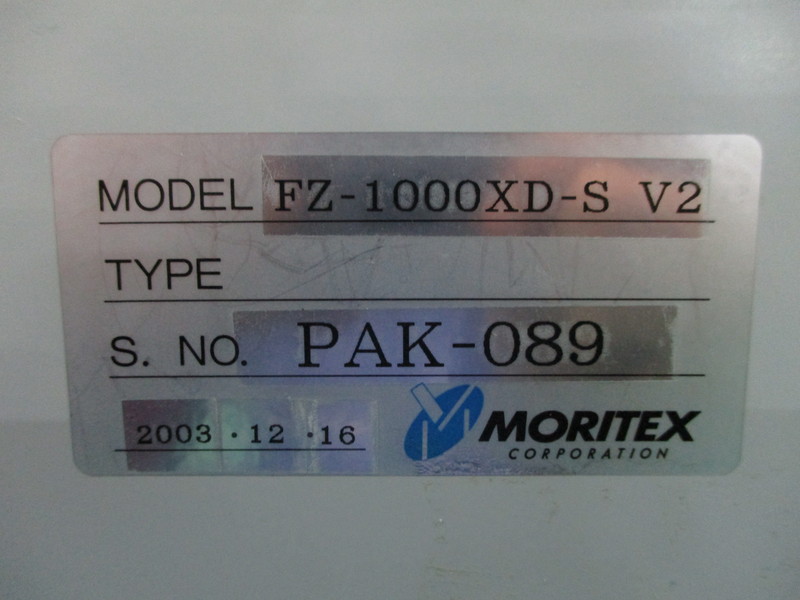 MODEL FZ-1000XD-S V2
TYPE
S. NO. PAK-089
2003 ・12 ・16
MORITEX
CORPORATION